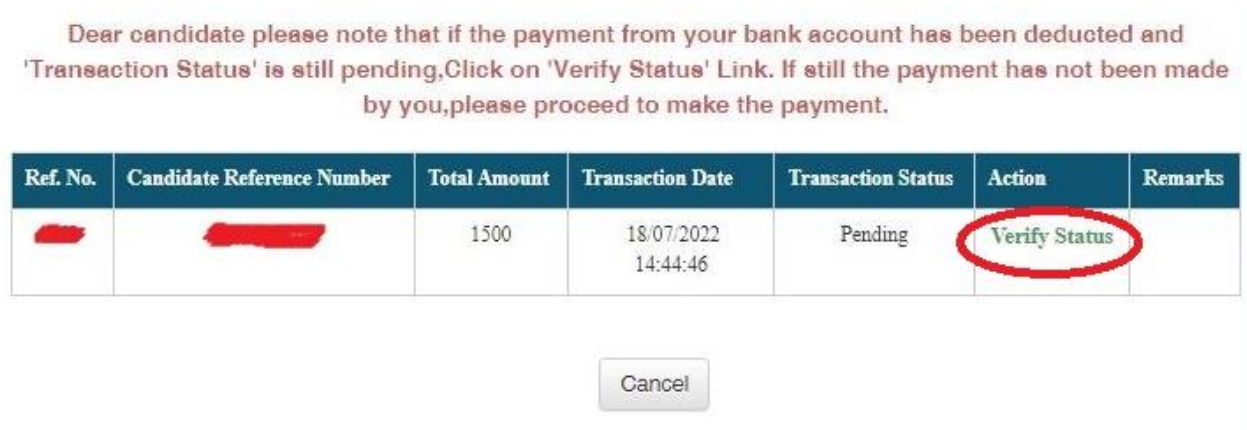 Dear candidate please note that if the payment from your bank account has been deducted and
'Transaction Status' is still pending,Click on 'Verify Status' Link. If still the payment has not been made
by you,please proceed to make the payment.
Ref. No. Candidate Reference Number Total Amount Transaction Date Transaction Status Action Remarks
1500 18/07/2022 Pending Verify Status
14:44:46
Cancel